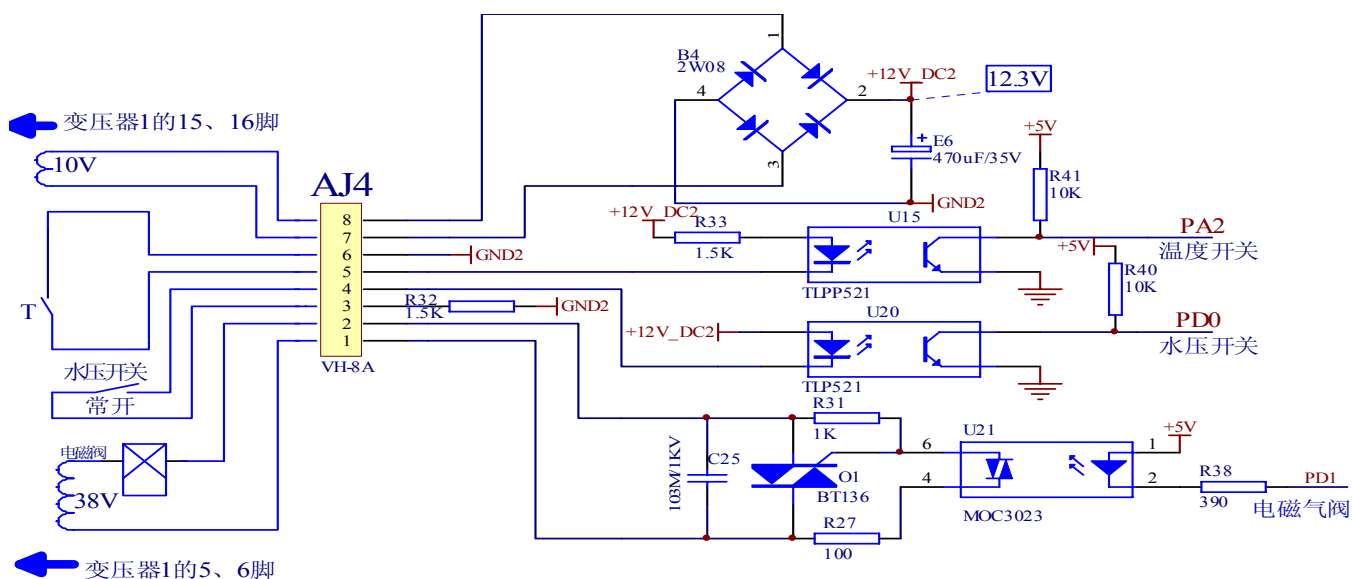 变压器1的15、16脚
10V
AJ4
8
7
6
5
4
3
2
1
VH-8A
T
水压开关
常开
电磁阀
38V
变压器1的5、6脚
B4
2W08
1
4
2
3
+12V_DC2
12.3V
E6
470uF/35V
GND2
+5V
R41
10K
+12V_DC2
R33
1.5K
U15
TLPP521
PA2
温度开关
GND2
R32
1.5K
GND2
+5V
R40
10K
U20
+12V_DC2
TLP521
PD0
水压开关
R31
1K
C25
103M/1KV
O1
BT136
R27
100
U21
6
4
1
2
MOC3023
+5V
R38
390
PD1
电磁气阀